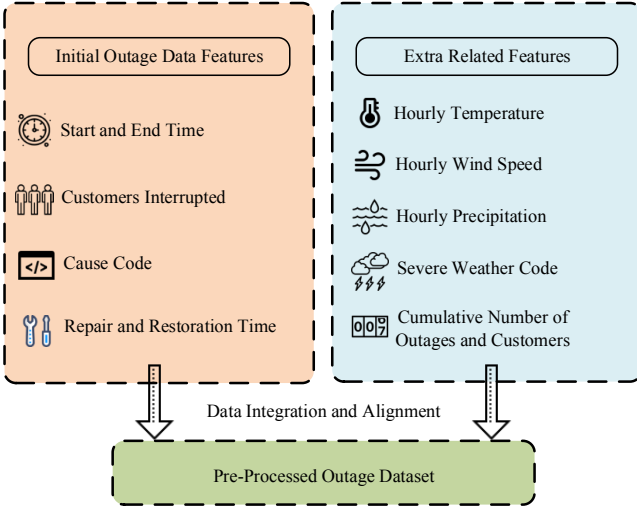 Initial Outage Data Features
Start and End Time
Customers Interrupted
</>
Cause Code
Repair and Restoration Time
Extra Related Features
Hourly Temperature
Hourly Wind Speed
Hourly Precipitation
Severe Weather Code
Cumulative Number of
Outages and Customers
Data Integration and Alignment
Pre-Processed Outage Dataset